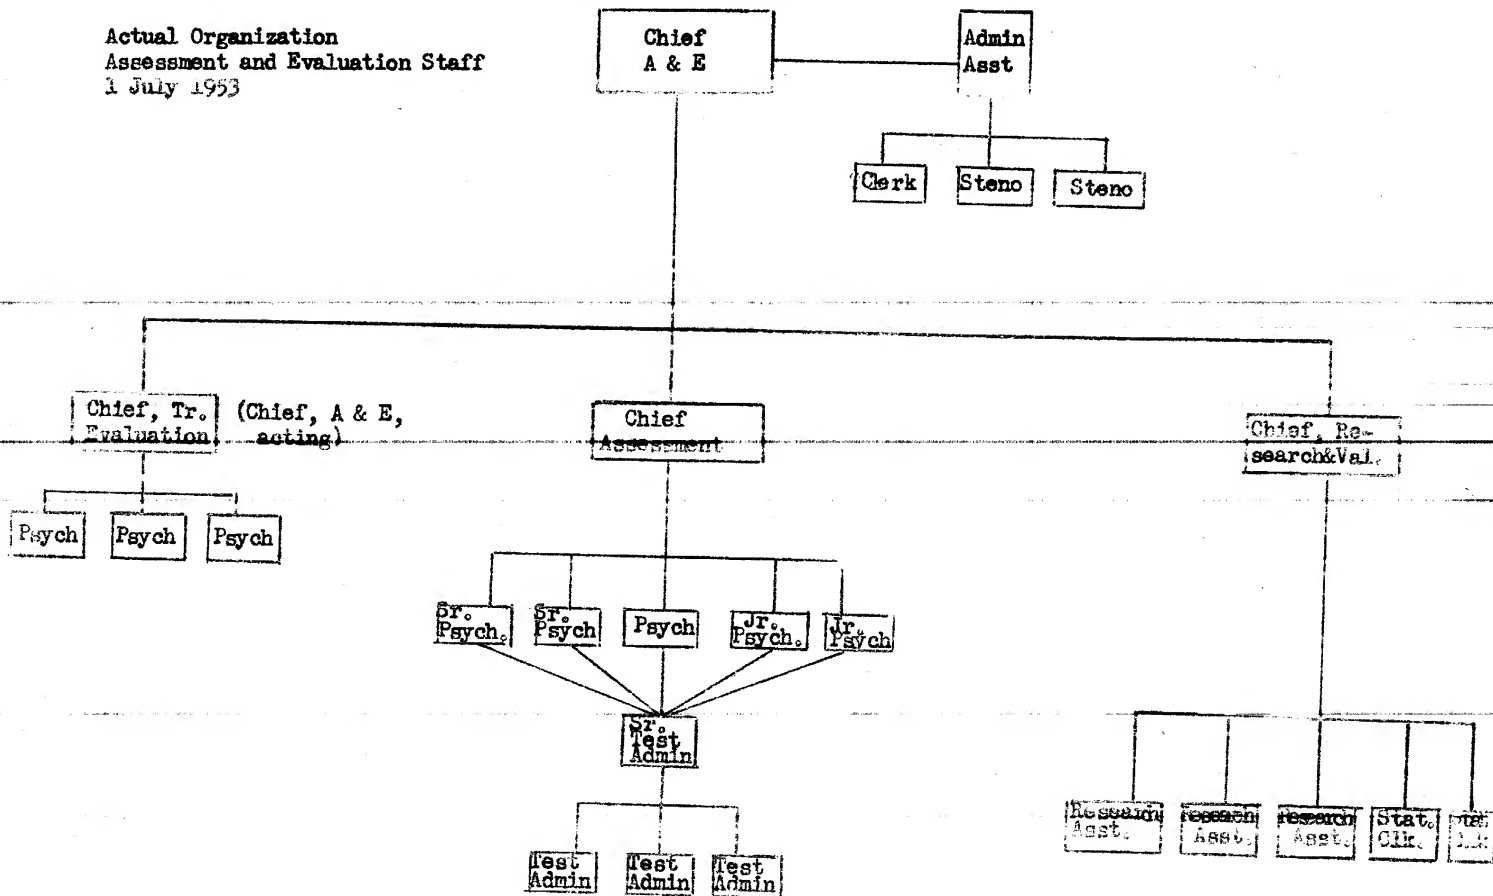 Actual Organization
Assessment and Evaluation Staff
1 July 1953
Chief
A & E
Admin
Asst
Clerk
Steno
Steno
Chief, Tr.
Evaluation
(Chief, A & E,
acting)
Chief
Assessment
Chief, Re-
search&Val.
Psych
Psych
Psych
Sr.
Psych.
Sr.
Psych
Psych
Jr.
Psych.
Jr.
Psych
Sr.
Test
Admin
Test
Admin
Test
Admin
Test
Admin
Research
Asst.
Research
Asst.
Research
Asst.
Stat.
Clk.